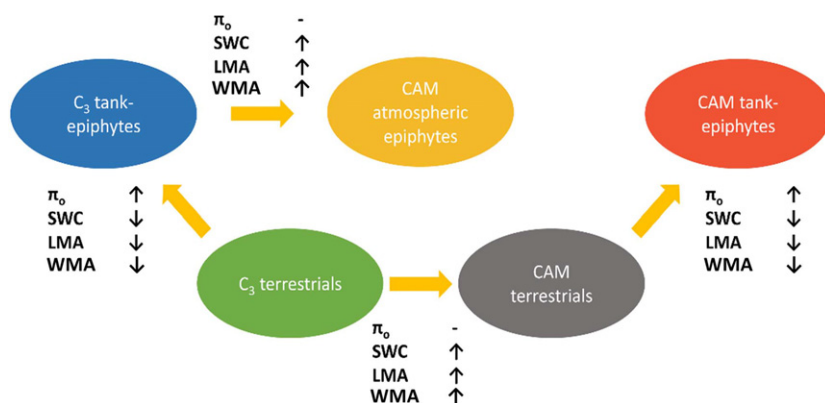 πₒ -
SWC ↑
LMA ↑
WMA ↑
C₃ tank-
epiphytes
CAM
atmospheric
epiphytes
CAM tank-
epiphytes
πₒ ↑
SWC ↓
LMA ↓
WMA ↓
C₃ terrestrials
CAM
terrestrials
πₒ ↑
SWC ↓
LMA ↓
WMA ↓
πₒ -
SWC ↑
LMA ↑
WMA ↑